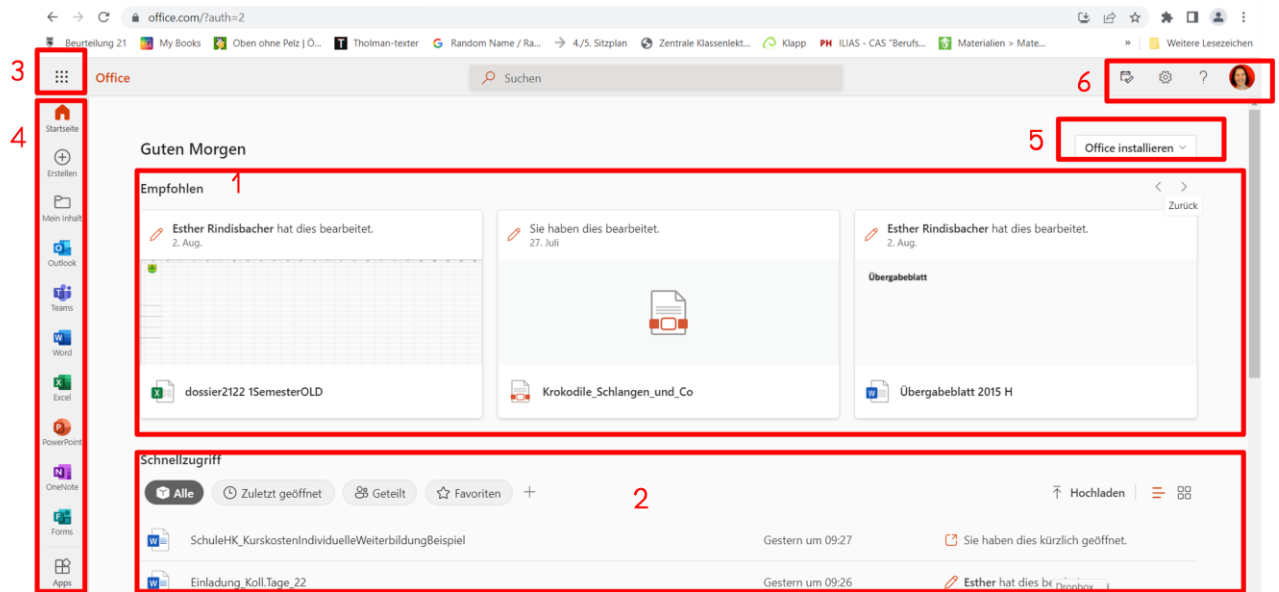 office.com/?auth=2
Beurteilung 21 My Books Oben ohne Pelz | Ö... Tholman-texter Random Name / Ra... 4./5. Sitzplan Zentrale Klassenlekt... Klapp PH ILIAS - CAS "Berufs... Materialien > Mate... » Weitere Lesezeichen
3
Office
Suchen
6
?
4
Startseite
Erstellen
Mein Inhalt
Outlook
Teams
Word
Excel
PowerPoint
OneNote
Forms
Apps
Guten Morgen
5
Office installieren
Empfohlen
1
Zurück
Esther Rindisbacher hat dies bearbeitet.
2. Aug.
dossier2122 1SemesterOLD
Sie haben dies bearbeitet.
27. Juli
Krokodile_Schlangen_und_Co
Esther Rindisbacher hat dies bearbeitet.
2. Aug.
Übergabeblatt
Übergabeblatt 2015 H
Schnellzugriff
Alle Zuletzt geöffnet Geteilt Favoriten +
2
Hochladen
SchuleHK_KurskostenIndividuelleWeiterbildungBeispiel Gestern um 09:27 Sie haben dies kürzlich geöffnet.
Einladung_Koll.Tage_22 Gestern um 09:26 Esther hat dies
Dropbox